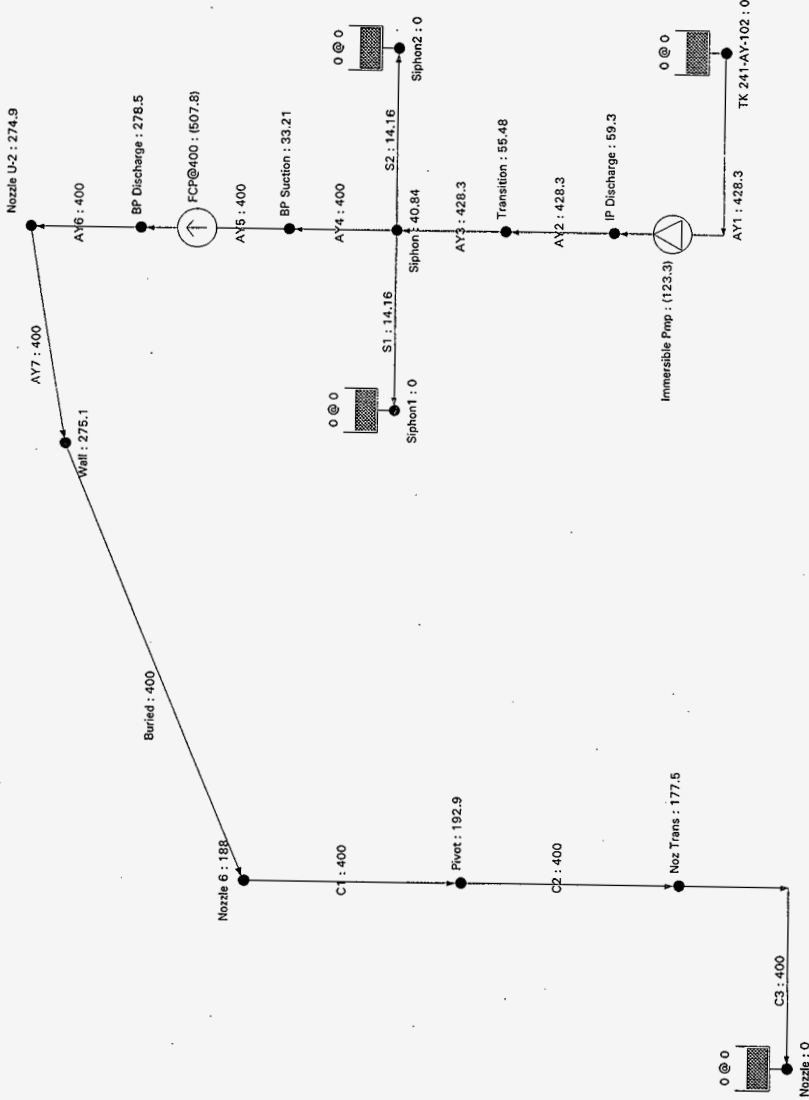 Nozzle U-2 : 274.9
AY6 : 400
BP Discharge : 278.5
FCP@400 : (507.8)
AY5 : 400
BP Suction : 33.21
AY4 : 400
0 @ 0
Siphon2 : 0
S2 : 14.16
Siphon : 40.84
S1 : 14.16
0 @ 0
Siphon1 : 0
AY3 : 428.3
Transition : 55.48
AY2 : 428.3
IP Discharge : 59.3
Immersible Pmp : (123.3)
AY1 : 428.3
0 @ 0
TK 241-AY-102 : 0
AY7 : 400
Wall : 275.1
Buried : 400
Nozzle 6 : 188
C1 : 400
Pivot : 192.9
C2 : 400
Noz Trans : 177.5
C3 : 400
0 @ 0
Nozzle : 0